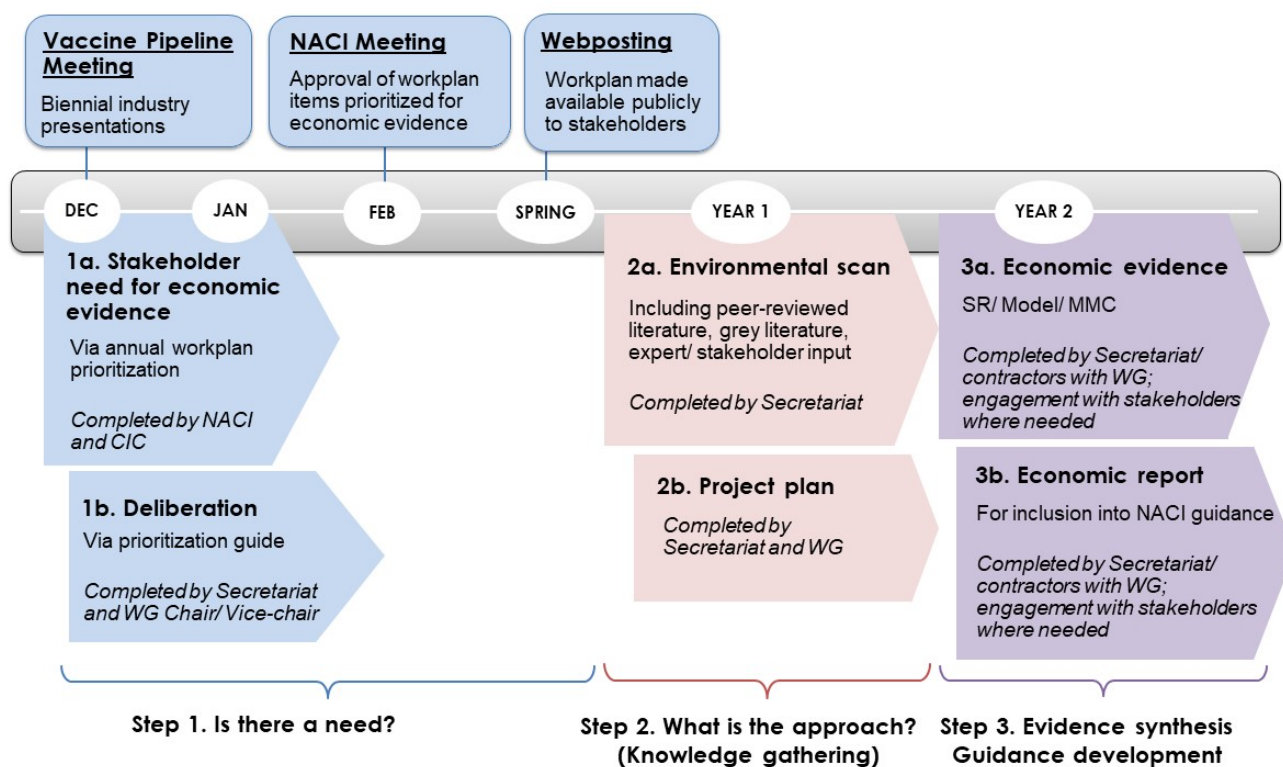 Vaccine Pipeline
Meeting
Biennial industry
presentations
NACI Meeting
Approval of workplan
items prioritized for
economic evidence
Webposting
Workplan made
available publicly
to stakeholders
DEC
JAN
FEB
SPRING
YEAR 1
YEAR 2
1a. Stakeholder
need for economic
evidence
Via annual workplan
prioritization
Completed by NACI
and CIC
1b. Deliberation
Via prioritization guide
Completed by Secretariat
and WG Chair/ Vice-chair
2a. Environmental scan
Including peer-reviewed
literature, grey literature,
expert/ stakeholder input
Completed by Secretariat
2b. Project plan
Completed by
Secretariat and WG
3a. Economic evidence
SR/ Model/ MMC
Completed by Secretariat/
contractors with WG;
engagement with stakeholders
where needed
3b. Economic report
For inclusion into NACI guidance
Completed by Secretariat/
contractors with WG;
engagement with stakeholders
where needed
Step 1. Is there a need?
Step 2. What is the approach?
(Knowledge gathering)
Step 3. Evidence synthesis
Guidance development